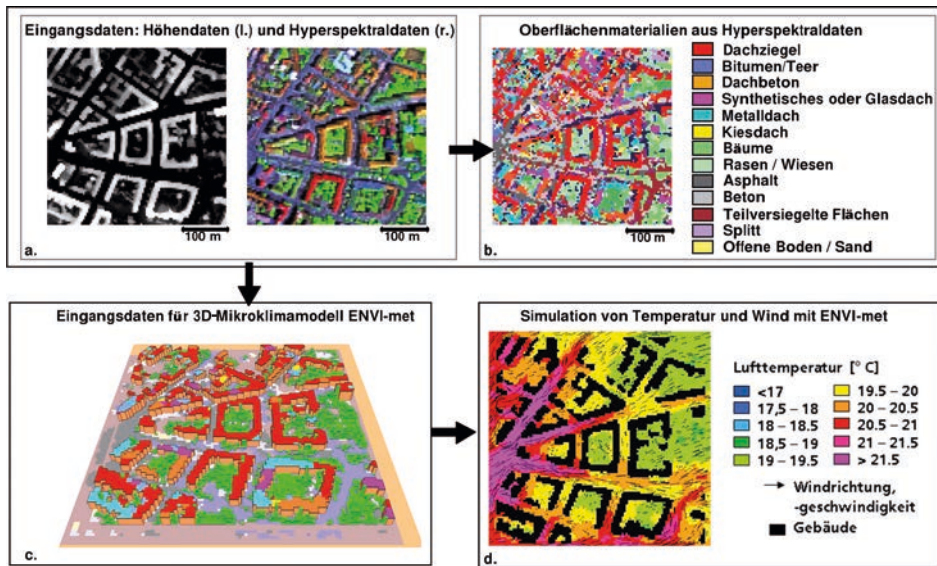 Eingangsdaten: Höhendaten (l.) und Hyperspektraldaten (r.)
100 m
100 m
a.
Oberflächenmaterialien aus Hyperspektraldaten
Dachziegel
Bitumen/Teer
Dachbeton
Synthetisches oder Glasdach
Metalldach
Kiesdach
Bäume
Rasen / Wiesen
Asphalt
Beton
Teilversiegelte Flächen
Splitt
Offene Boden / Sand
100 m
b.
Eingangsdaten für 3D-Mikroklimamodell ENVI-met
c.
Simulation von Temperatur und Wind mit ENVI-met
Lufttemperatur [° C]
<17
17,5 – 18
18 – 18.5
18,5 – 19
19 – 19.5
19.5 – 20
20 – 20.5
20.5 – 21
21 – 21.5
> 21.5
Windrichtung,
-geschwindigkeit
Gebäude
d.